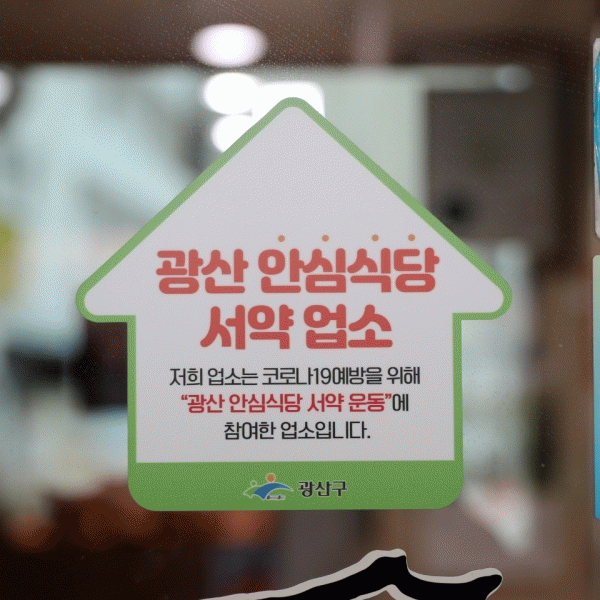 광산 안심식당
서약 업소
저희 업소는 코로나19예방을 위해
“광산 안심식당 서약 운동”에
참여한 업소입니다.
광산구